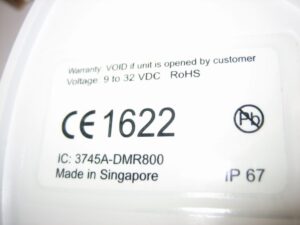 Warranty: VOID if unit is opened by customer
Voltage: 9 to 32 VDC RoHS
CE 1622
Pb
IC: 3745A-DMR800
Made in Singapore
IP 67